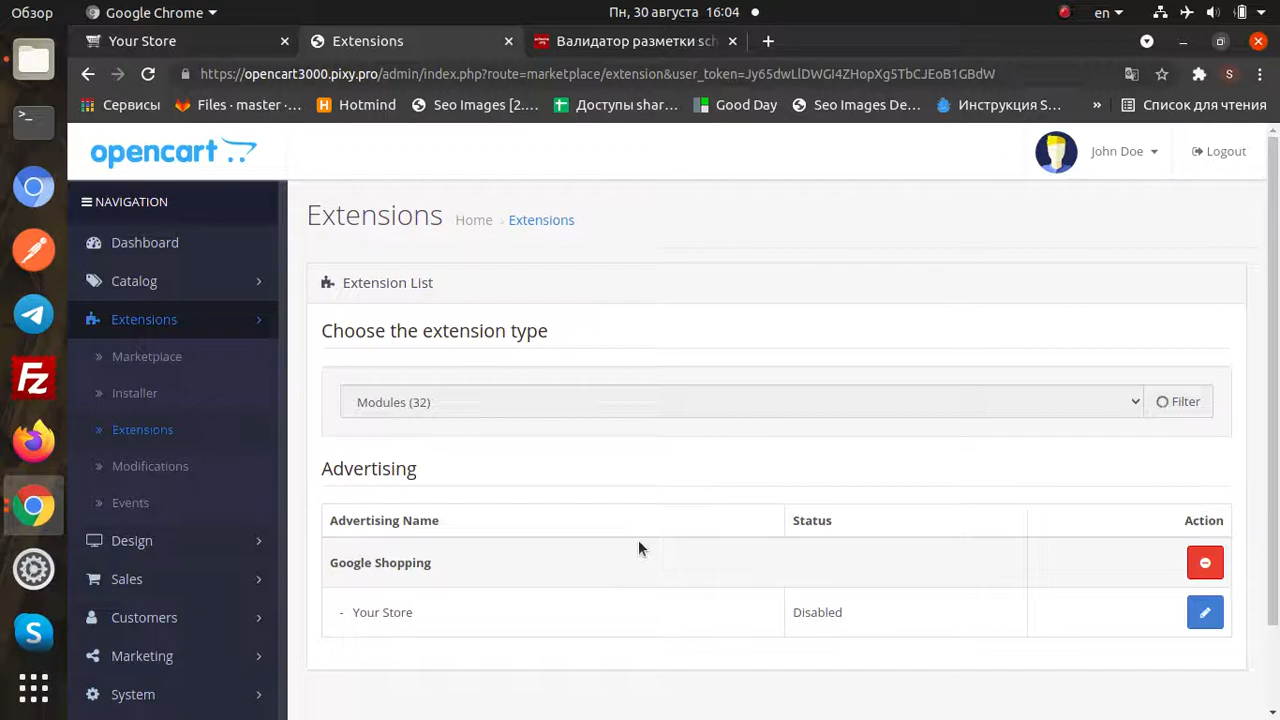 Обзор
Google Chrome
Пн, 30 августа 16:04
en
Your Store
Extensions
Валидатор разметки sch
https://opencart3000.pixy.pro/admin/index.php?route=marketplace/extension&user_token=Jy65dwLlDWGI4ZHopXg5TbCJEoB1GBdW
S
Сервисы
Files · master ·...
Hotmind
Seo Images [2....
Доступы shar...
Good Day
Seo Images De...
Инструкция S...
»
Список для чтения
opencart
John Doe
Logout
NAVIGATION
Dashboard
Catalog
Extensions
Marketplace
Installer
Extensions
Modifications
Events
Design
Sales
Customers
Marketing
System
Extensions
Home
Extensions
Extension List
Choose the extension type
Modules (32)
Filter
Advertising
Advertising Name
Status
Action
Google Shopping
- Your Store
Disabled